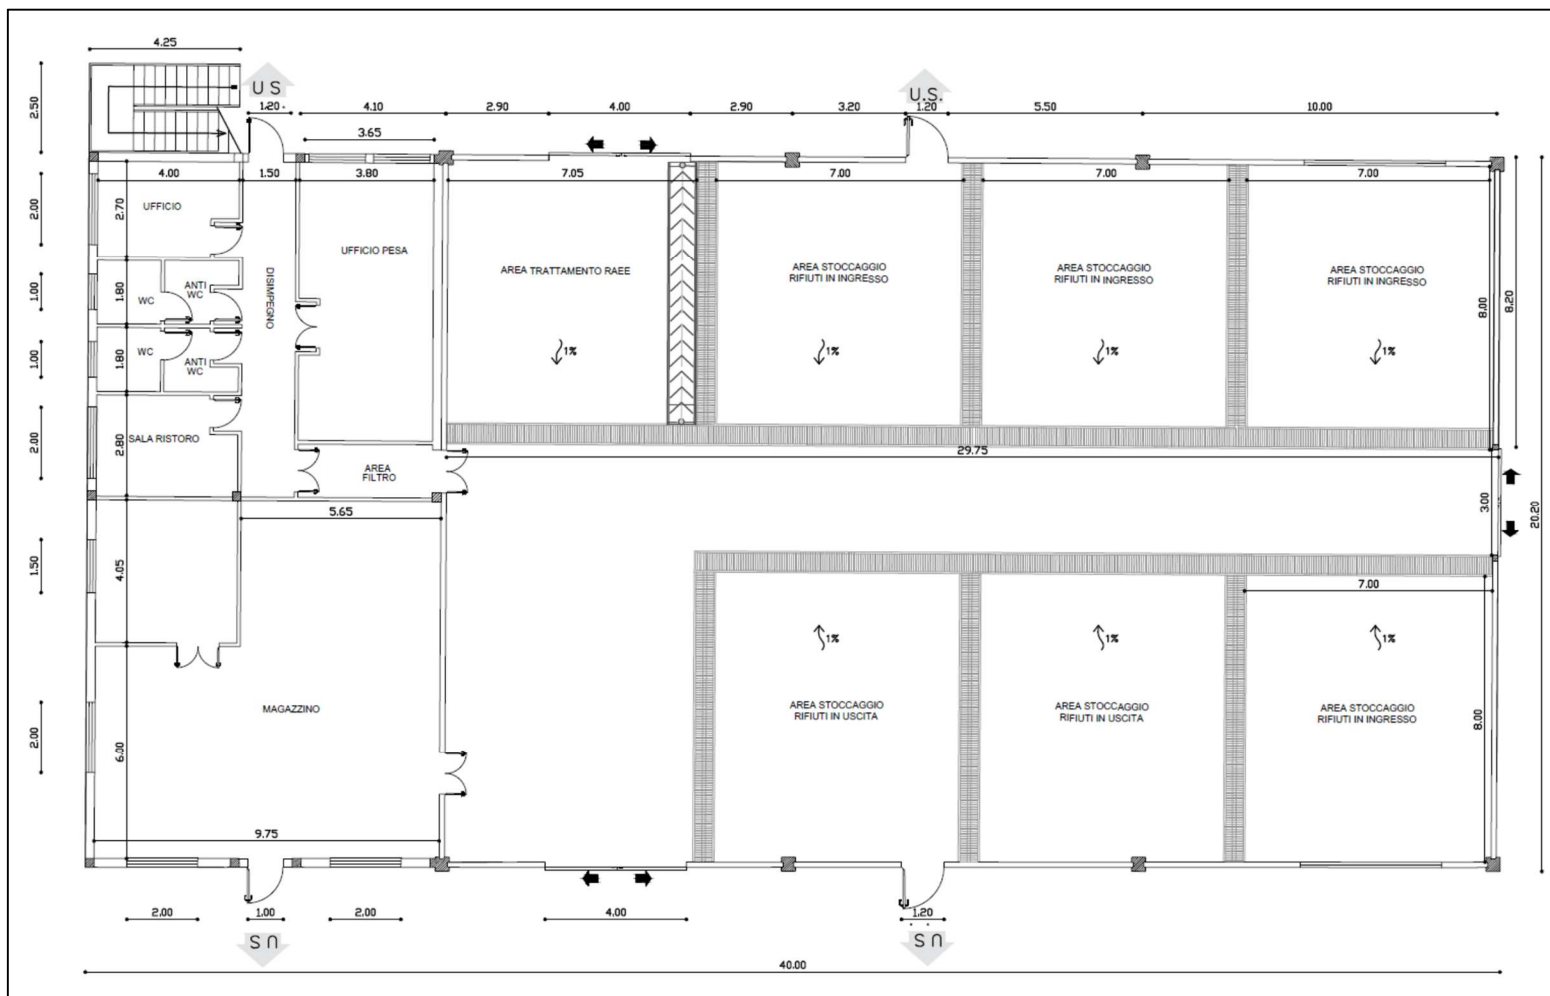 4.25
2.50
U S
U.S.
1.20
4.10
2.90
4.00
2.90
3.20
1.20
5.50
10.00
3.65
4.00
1.50
3.80
7.05
7.00
7.00
7.00
2.00
2.70
UFFICIO
UFFICIO PESA
DISIMPEGNO
AREA TRATTAMENTO RAEE
AREA STOCCAGGIO
RIFIUTI IN INGRESSO
AREA STOCCAGGIO
RIFIUTI IN INGRESSO
AREA STOCCAGGIO
RIFIUTI IN INGRESSO
1.00
1.80
WC
ANTI
WC
8.00
8.20
1.00
1.80
WC
ANTI
WC
1%
1%
1%
1%
2.00
2.80
SALA RISTORO
AREA
FILTRO
29.75
3.00
20.20
5.65
1.50
4.05
7.00
1%
1%
1%
MAGAZZINO
AREA STOCCAGGIO
RIFIUTI IN USCITA
AREA STOCCAGGIO
RIFIUTI IN USCITA
AREA STOCCAGGIO
RIFIUTI IN INGRESSO
2.00
6.00
8.00
9.75
2.00
1.00
2.00
4.00
1.20
U S
U S
40.00